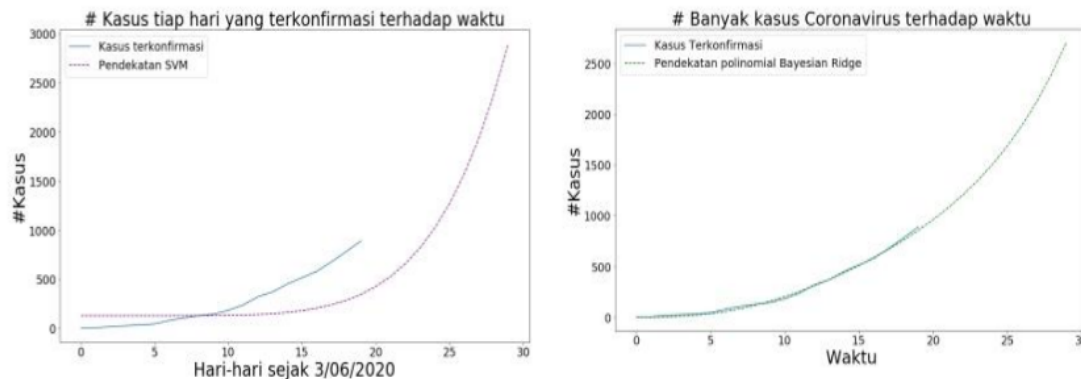 # Kasus tiap hari yang terkonfirmasi terhadap waktu
Kasus terkonfirmasi
Pendekatan SVM
3000
2500
2000
1500
1000
500
0
#Kasus
0 5 10 15 20 25 30
Hari-hari sejak 3/06/2020
# Banyak kasus Coronavirus terhadap waktu
Kasus Terkonfirmasi
Pendekatan polinomial Bayesian Ridge
2500
2000
1500
1000
500
0
#Kasus
0 5 10 15 20 25 30
Waktu